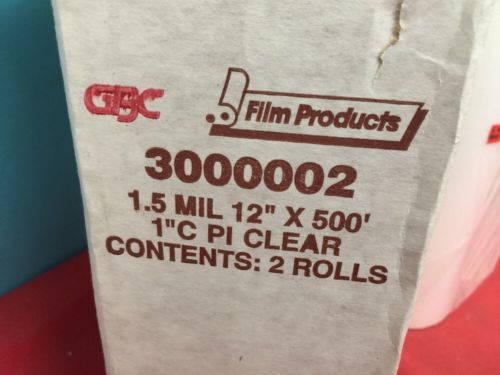 GBC
Film Products
3000002
1.5 MIL 12" X 500'
1"C PI CLEAR
CONTENTS: 2 ROLLS